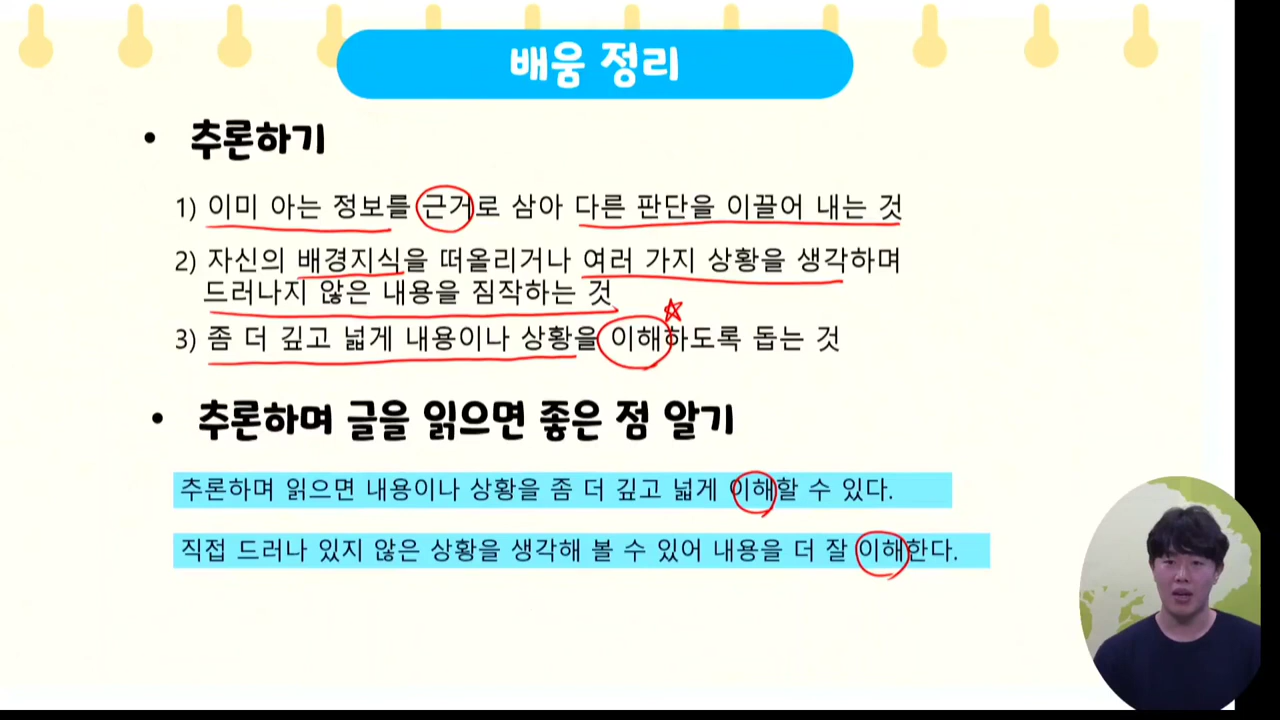 배움 정리
• 추론하기
1) 이미 아는 정보를 근거로 삼아 다른 판단을 이끌어 내는 것
2) 자신의 배경지식을 떠올리거나 여러 가지 상황을 생각하며
드러나지 않은 내용을 짐작하는 것
3) 좀 더 깊고 넓게 내용이나 상황을 이해하도록 돕는 것
• 추론하며 글을 읽으면 좋은 점 알기
추론하며 읽으면 내용이나 상황을 좀 더 깊고 넓게 이해할 수 있다.
직접 드러나 있지 않은 상황을 생각해 볼 수 있어 내용을 더 잘 이해한다.